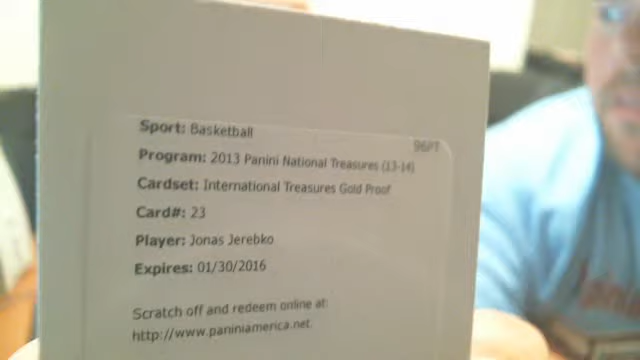 Sport: Basketball
96PT
Program: 2013 Panini National Treasures (13-14)
Cardset: International Treasures Gold Proof
Card#: 23
Player: Jonas Jerebko
Expires: 01/30/2016
Scratch off and redeem online at:
http://www.paniniamerica.net.